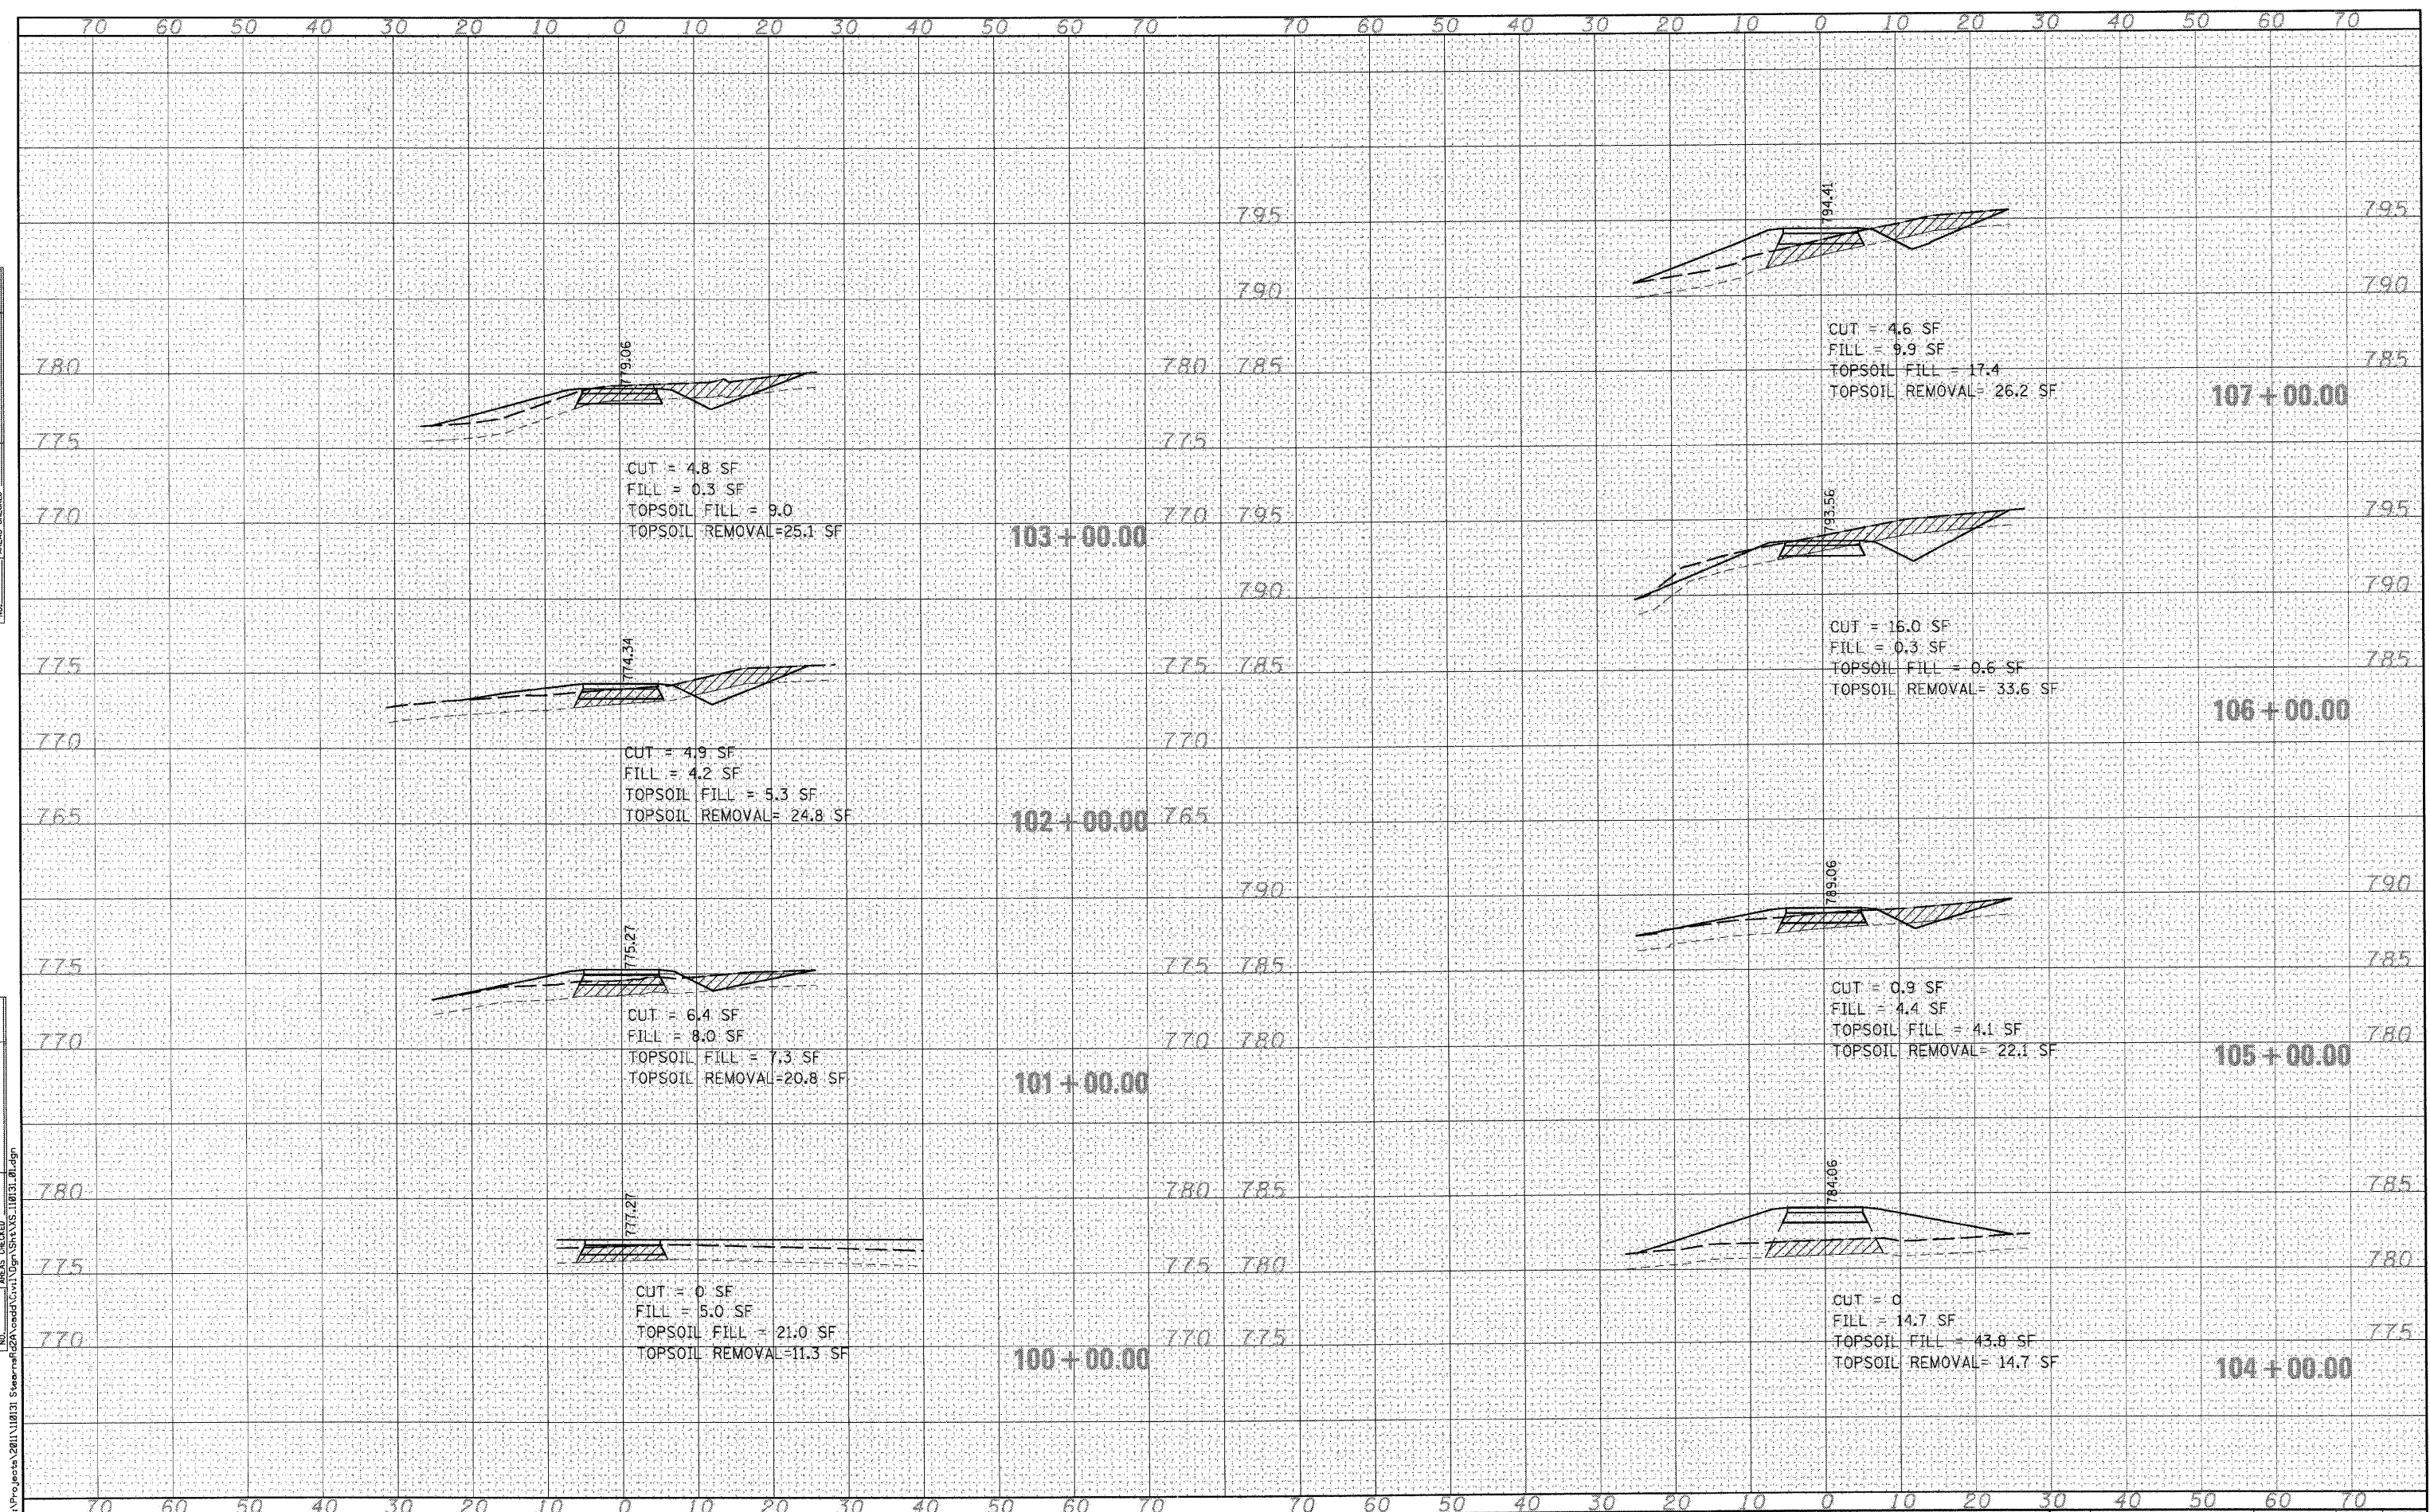 70 60 50 40 30 20 10 0 10 20 30 40 50 60 70 70 60 50 40 30 20 10 0 10 20 30 40 50 60 70
779.06
780 780
775 775
CUT = 4.8 SF
FILL = 0.3 SF
TOPSOIL FILL = 9.0
TOPSOIL REMOVAL=25.1 SF
770 770
103+00.00
774.34
775 775
770 770
CUT = 4.9 SF
FILL = 4.2 SF
TOPSOIL FILL = 5.3 SF
TOPSOIL REMOVAL= 24.8 SF
765 765
102+00.00
775.27
775 775
CUT = 6.4 SF
FILL = 8.0 SF
TOPSOIL FILL = 7.3 SF
TOPSOIL REMOVAL=20.8 SF
770 770
101+00.00
777.27
780 780
775 775
CUT = 0 SF
FILL = 5.0 SF
TOPSOIL FILL = 21.0 SF
TOPSOIL REMOVAL=11.3 SF
770 770
100+00.00
794.41
795 795
790 790
CUT = 4.6 SF
FILL = 9.9 SF
TOPSOIL FILL = 17.4
TOPSOIL REMOVAL= 26.2 SF
785 785
107+00.00
793.56
795 795
790 790
CUT = 16.0 SF
FILL = 0.3 SF
TOPSOIL FILL = 0.6 SF
TOPSOIL REMOVAL= 33.6 SF
785 785
106+00.00
789.06
790 790
785 785
CUT = 0.9 SF
FILL = 4.4 SF
TOPSOIL FILL = 4.1 SF
TOPSOIL REMOVAL= 22.1 SF
780 780
105+00.00
784.06
785 785
780 780
CUT = 0
FILL = 14.7 SF
TOPSOIL FILL = 43.8 SF
TOPSOIL REMOVAL= 14.7 SF
775 775
104+00.00
70 60 50 40 30 20 10 0 10 20 30 40 50 60 70 70 60 50 40 30 20 10 0 10 20 30 40 50 60 70
NO.
AREAS CHECKED
\Projects\2011\110131 StearnsRd2A\cadd\Civil\Dgn\Sht\XS_110131_01.dgn